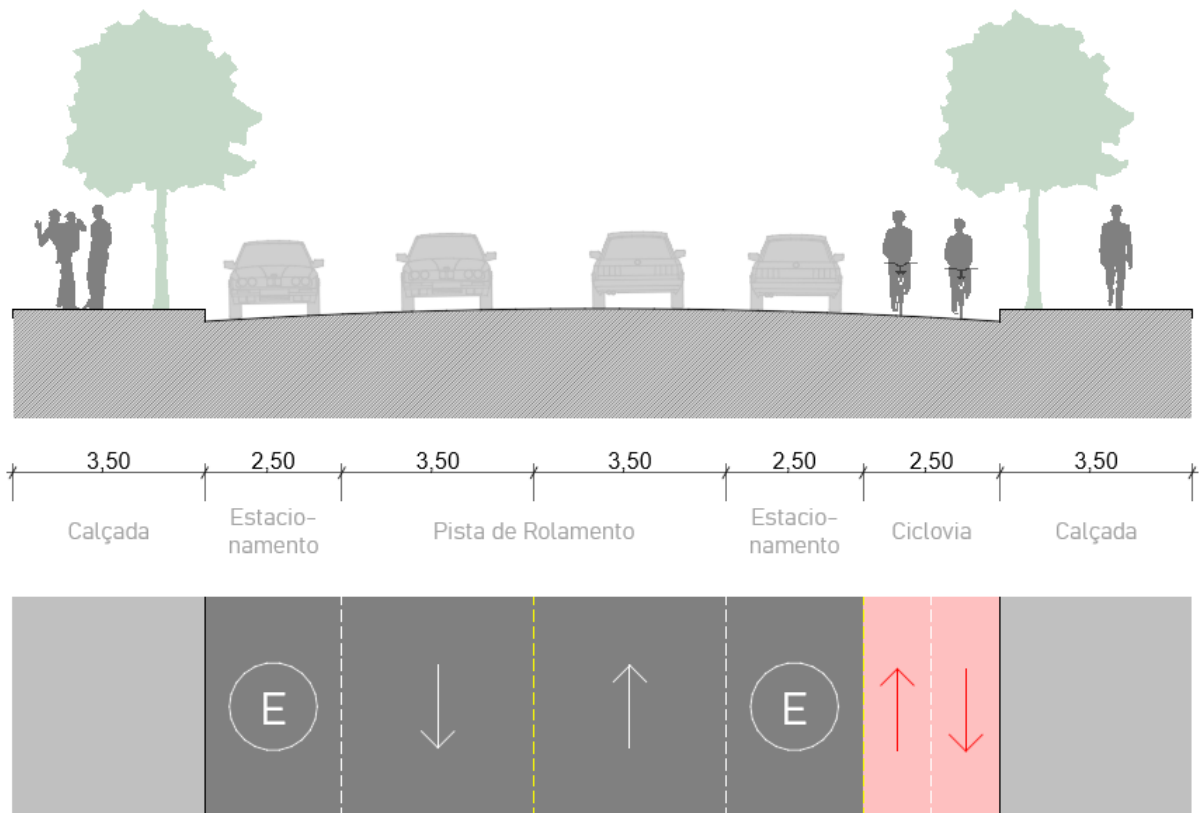 3,50 2,50 3,50 3,50 2,50 2,50 3,50
Calçada Estacio- Pista de Rolamento Estacio- Ciclovia Calçada
namento namento
E E